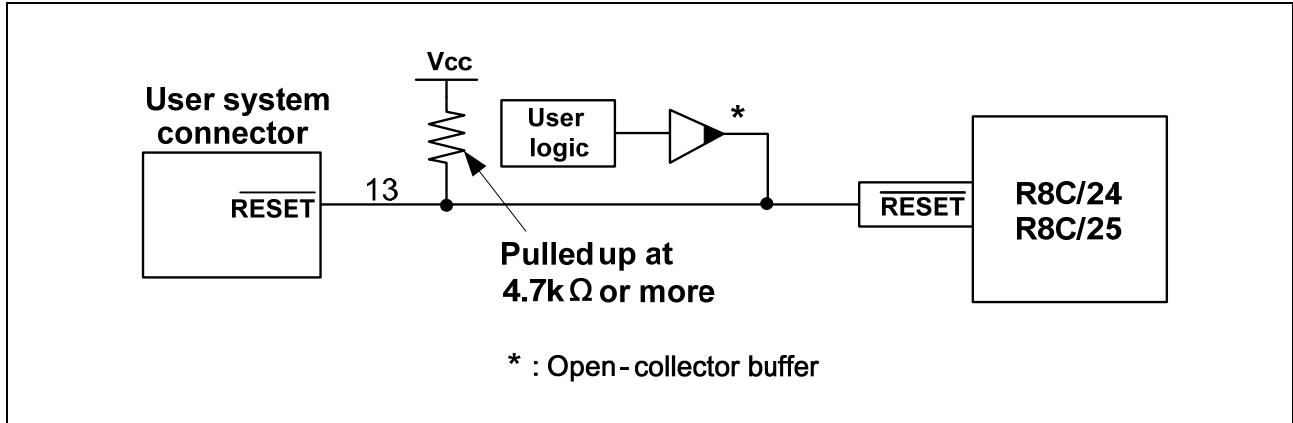 Vcc
User system
connector
User
logic
*
RESET
13
RESET
R8C/24
R8C/25
Pulled up at
4.7kΩ or more
* : Open-collector buffer